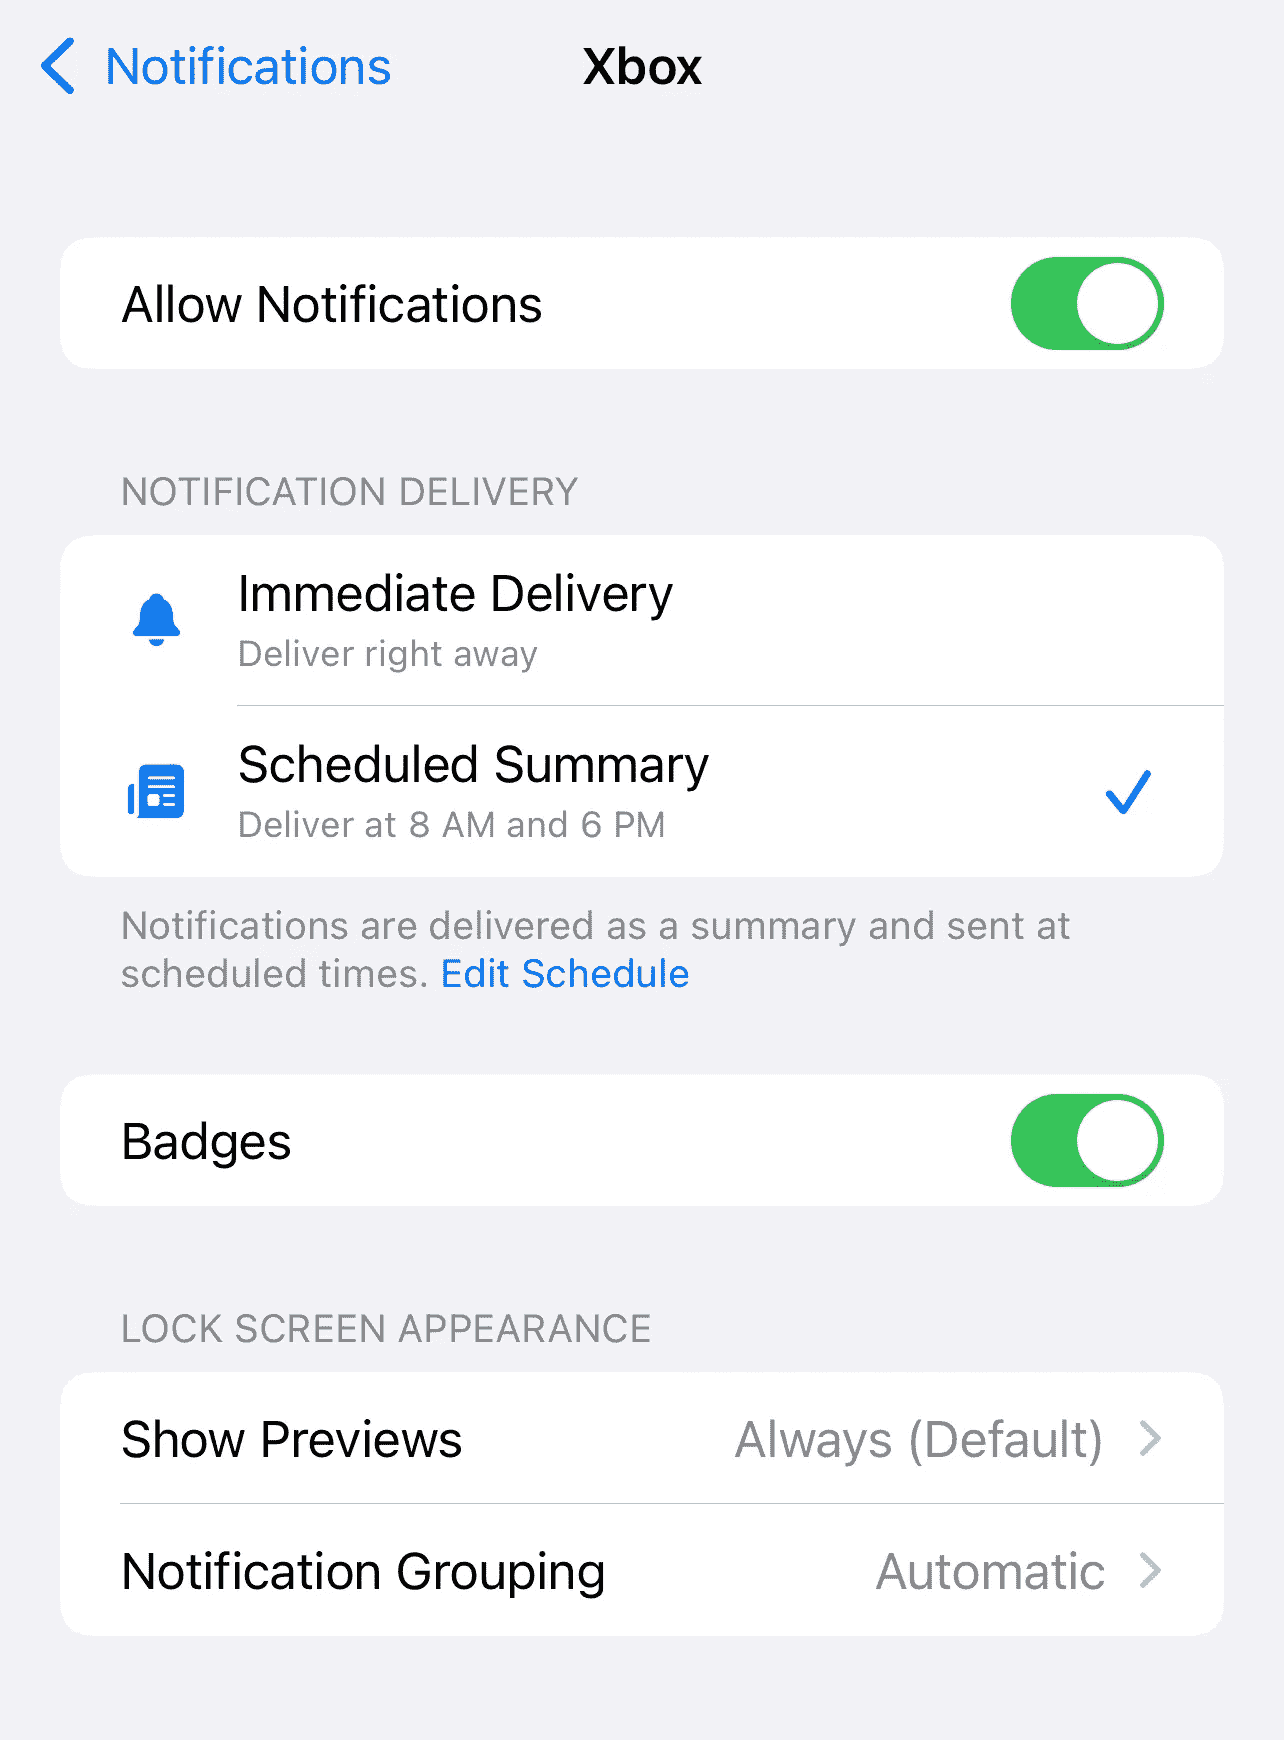 Notifications
Xbox
Allow Notifications
NOTIFICATION DELIVERY
Immediate Delivery
Deliver right away
Scheduled Summary
Deliver at 8 AM and 6 PM
Notifications are delivered as a summary and sent at
scheduled times. Edit Schedule
Badges
LOCK SCREEN APPEARANCE
Show Previews Always (Default)
Notification Grouping Automatic